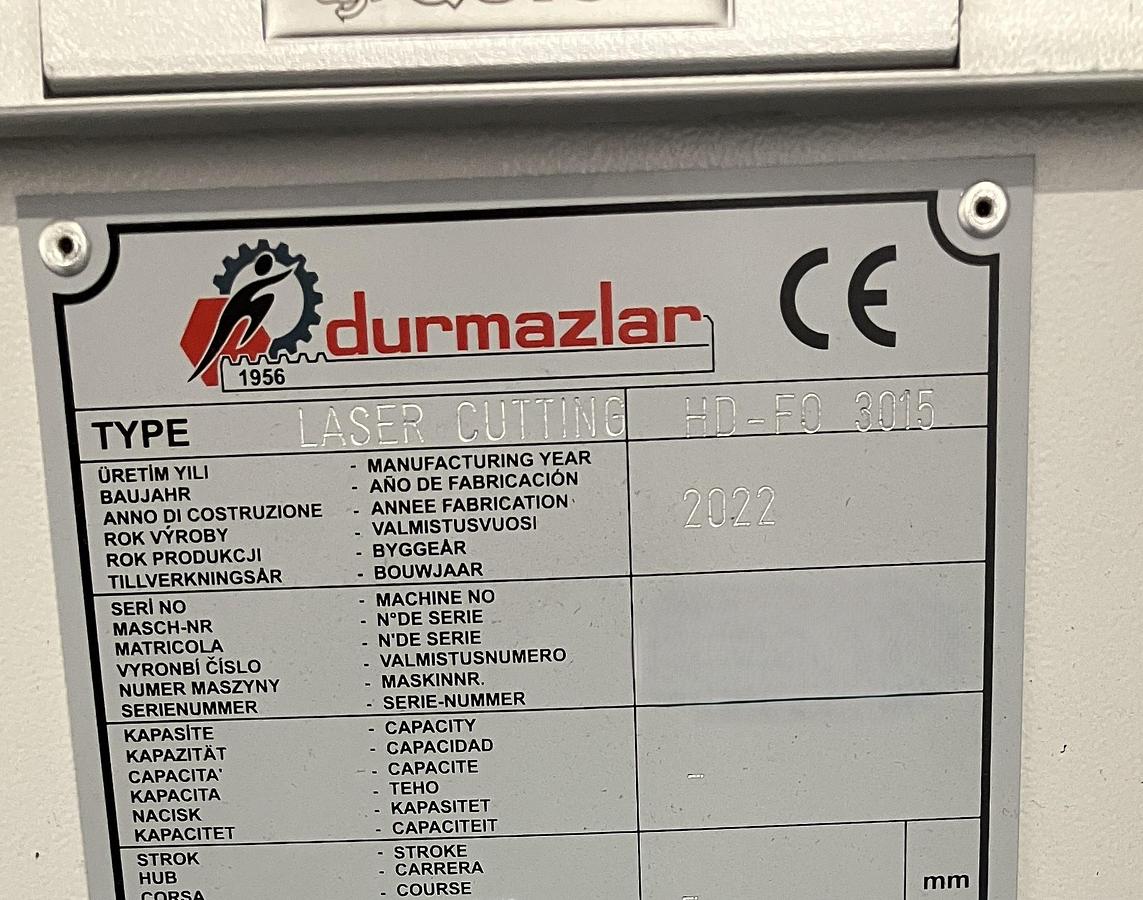 durmazlar
1956
CE
TYPE LASER CUTTING HD-FO 3015
ÜRETİM YILI - MANUFACTURING YEAR
BAUJAHR - AÑO DE FABRICACIÓN
ANNO DI COSTRUZIONE - ANNEE FABRICATION
ROK VÝROBY - VALMISTUSVUOSI
ROK PRODUKCJI - BYGGEÅR
TILLVERKNINGSÅR - BOUWJAAR
2022
SERİ NO - MACHINE NO
MASCH-NR - N°DE SERIE
MATRICOLA - N'DE SERIE
VYRONBÍ ČÍSLO - VALMISTUSNUMERO
NUMER MASZYNY - MASKINNR.
SERIENUMMER - SERIE-NUMMER
KAPASİTE - CAPACITY
KAPAZITÄT - CAPACIDAD
CAPACITA' - CAPACITE
KAPACITA - TEHO
NACISK - KAPASITET
KAPACITET - CAPACITEIT
-
STROK - STROKE
HUB - CARRERA
CORSA - COURSE
mm